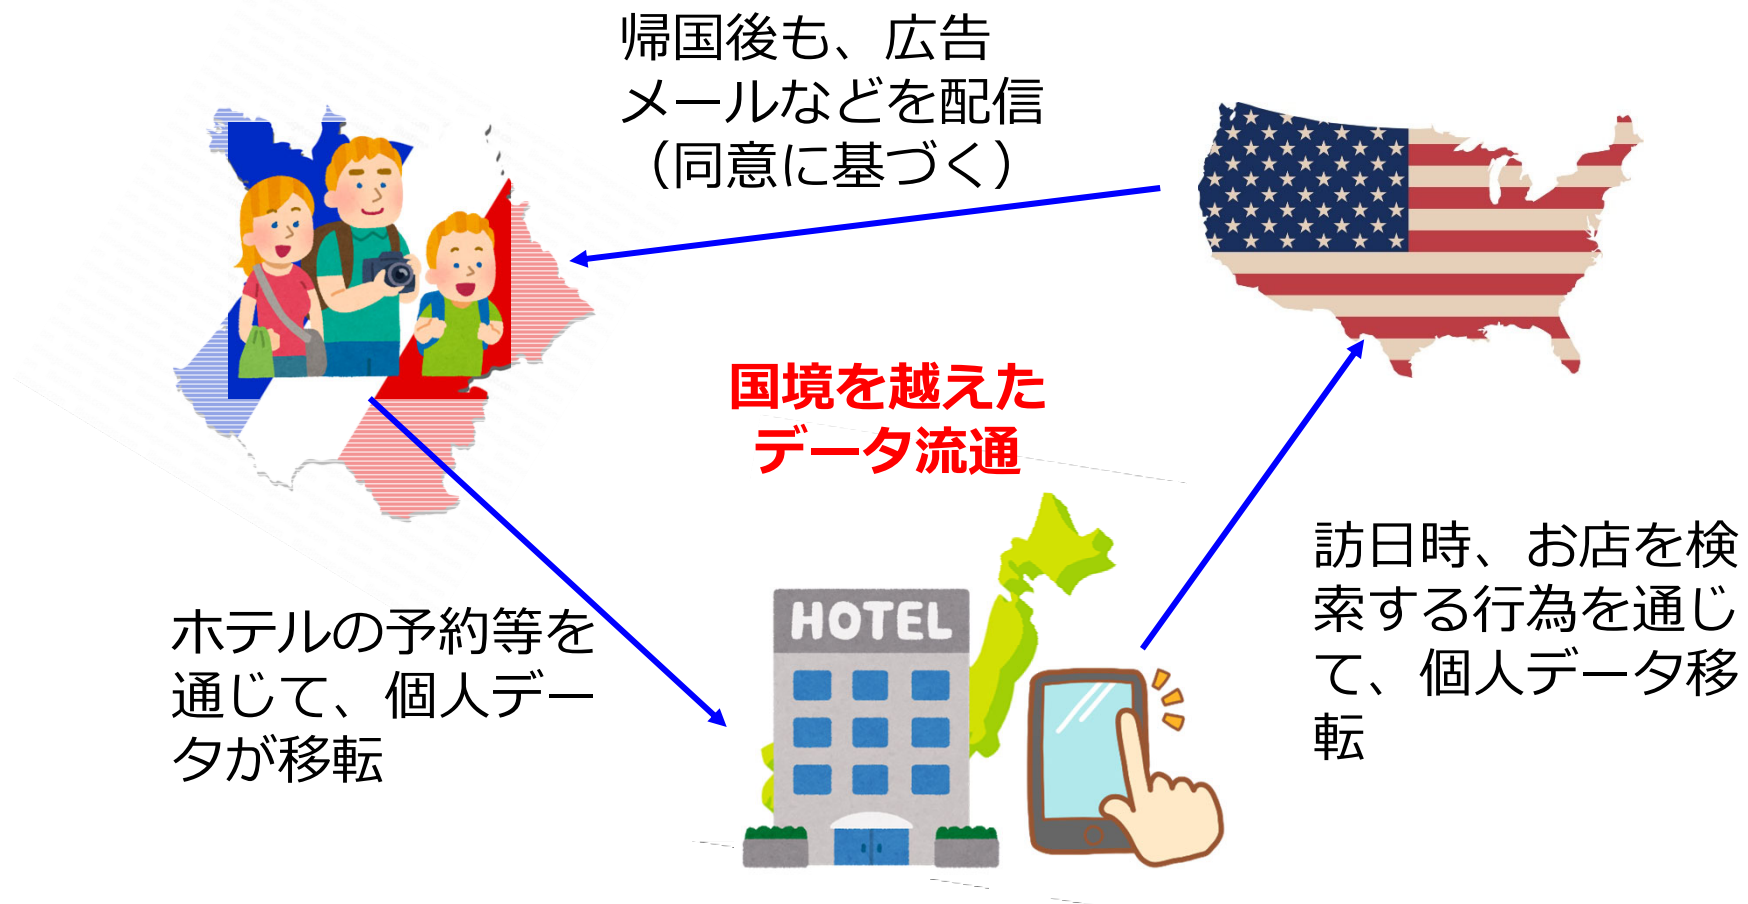 帰国後も、広告
メールなどを配信
（同意に基づく）
国境を越えた
データ流通
ホテルの予約等を
通じて、個人デー
タが移転
HOTEL
訪日時、お店を検
索する行為を通じ
て、個人データ移
転